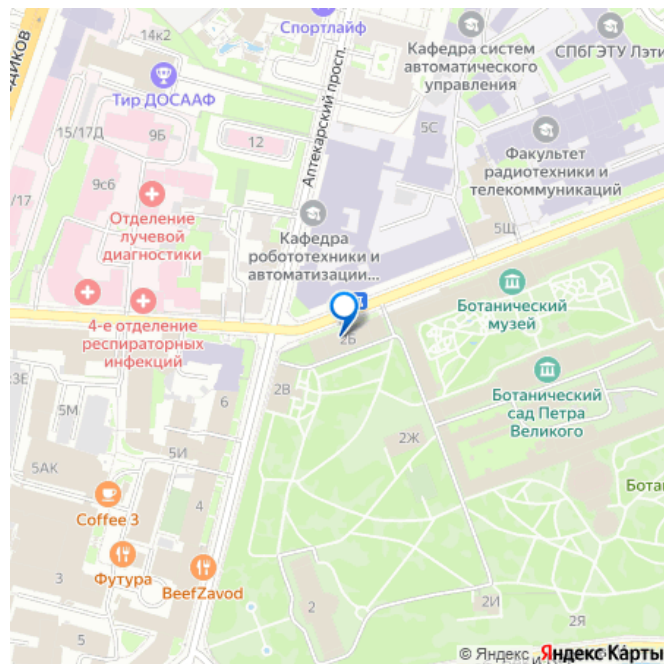 14к2
Спортлайф
Кафедра систем
автоматического
управления
СПбГЭТУ Лэти
ДИКОВ
Тир ДОСААФ
Аптекарский просп.
15/17Д
9Б
12
5С
Факультет
радиотехники и
телекоммуникаций
9с6
/17
Отделение
лучевой
диагностики
Кафедра
робототехники и
автоматизации...
5Щ
4-е отделение
респираторных
инфекций
Ботанический
музей
2Б
Ботанический
сад Петра
Великого
3Е
5М
6
2В
2Ж
5И
5АК
4
Coffee 3
Бота
Футура
BeefZavod
3
2
2И
2Я
© Яндекс
Яндекс Карты